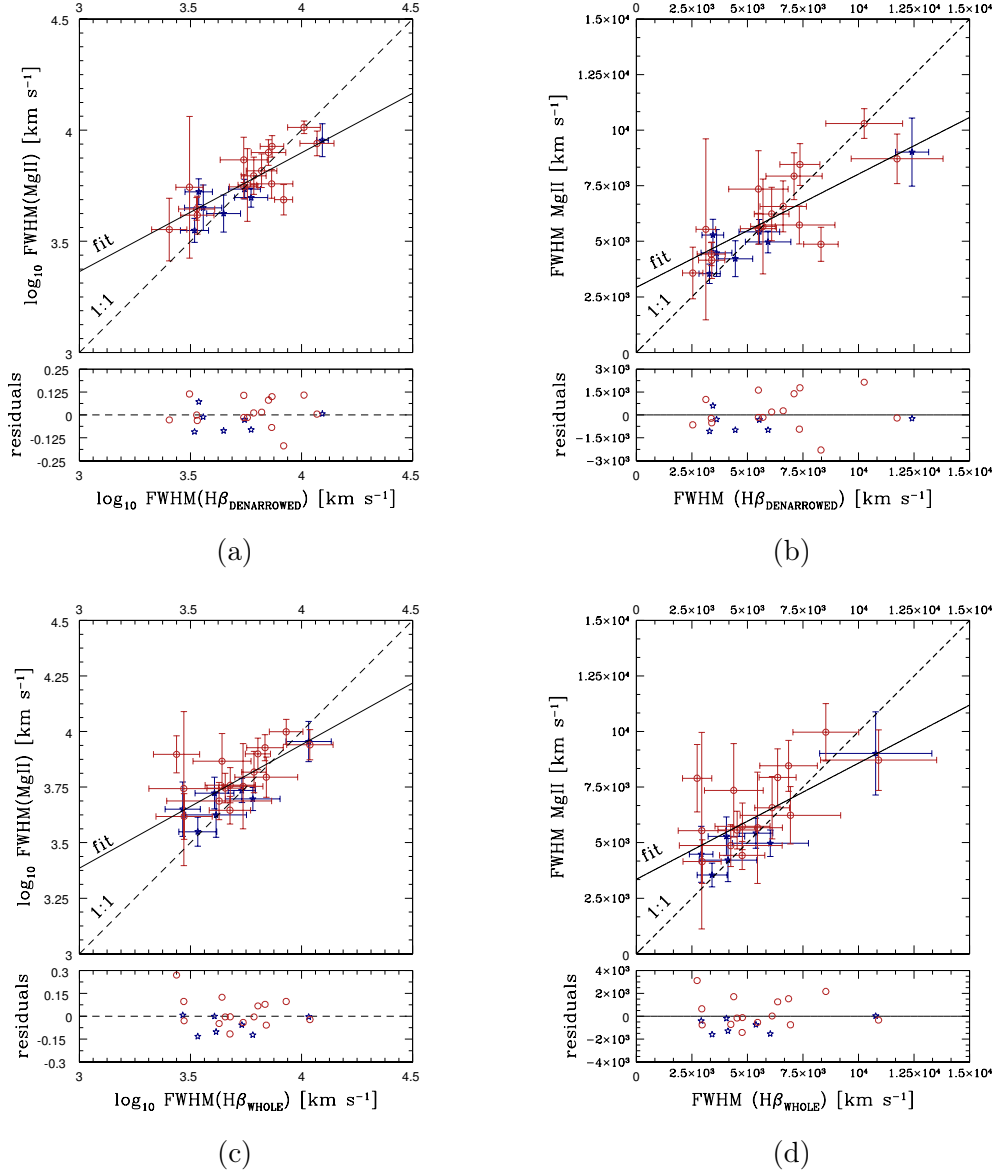 3 3.5 4 4.5
4.5
4.25
4
3.75
3.5
3.25
3
log₁₀ FWHM(MgII) [km s⁻¹]
fit
1:1
0.25
0.125
0
-0.125
-0.25
residuals
3 3.5 4 4.5
log₁₀ FWHM(Hβ_DENARROWED) [km s⁻¹]
(a)
0 2.5×10³ 5×10³ 7.5×10³ 10⁴ 1.25×10⁴ 1.5×10⁴
1.5×10⁴
1.25×10⁴
10⁴
7.5×10³
5×10³
2.5×10³
0
FWHM MgII [km s⁻¹]
fit
1:1
3×10³
1.5×10³
0
-1.5×10³
-3×10³
residuals
0 2.5×10³ 5×10³ 7.5×10³ 10⁴ 1.25×10⁴ 1.5×10⁴
FWHM (Hβ_DENARROWED) [km s⁻¹]
(b)
3 3.5 4 4.5
4.5
4.25
4
3.75
3.5
3.25
3
log₁₀ FWHM(MgII) [km s⁻¹]
fit
1:1
0.3
0.15
0
-0.15
-0.3
residuals
3 3.5 4 4.5
log₁₀ FWHM(Hβ_WHOLE) [km s⁻¹]
(c)
0 2.5×10³ 5×10³ 7.5×10³ 10⁴ 1.25×10⁴ 1.5×10⁴
1.5×10⁴
1.25×10⁴
10⁴
7.5×10³
5×10³
2.5×10³
0
FWHM MgII [km s⁻¹]
fit
1:1
4×10³
2×10³
0
-2×10³
-4×10³
residuals
0 2.5×10³ 5×10³ 7.5×10³ 10⁴ 1.25×10⁴ 1.5×10⁴
FWHM (Hβ_WHOLE) [km s⁻¹]
(d)